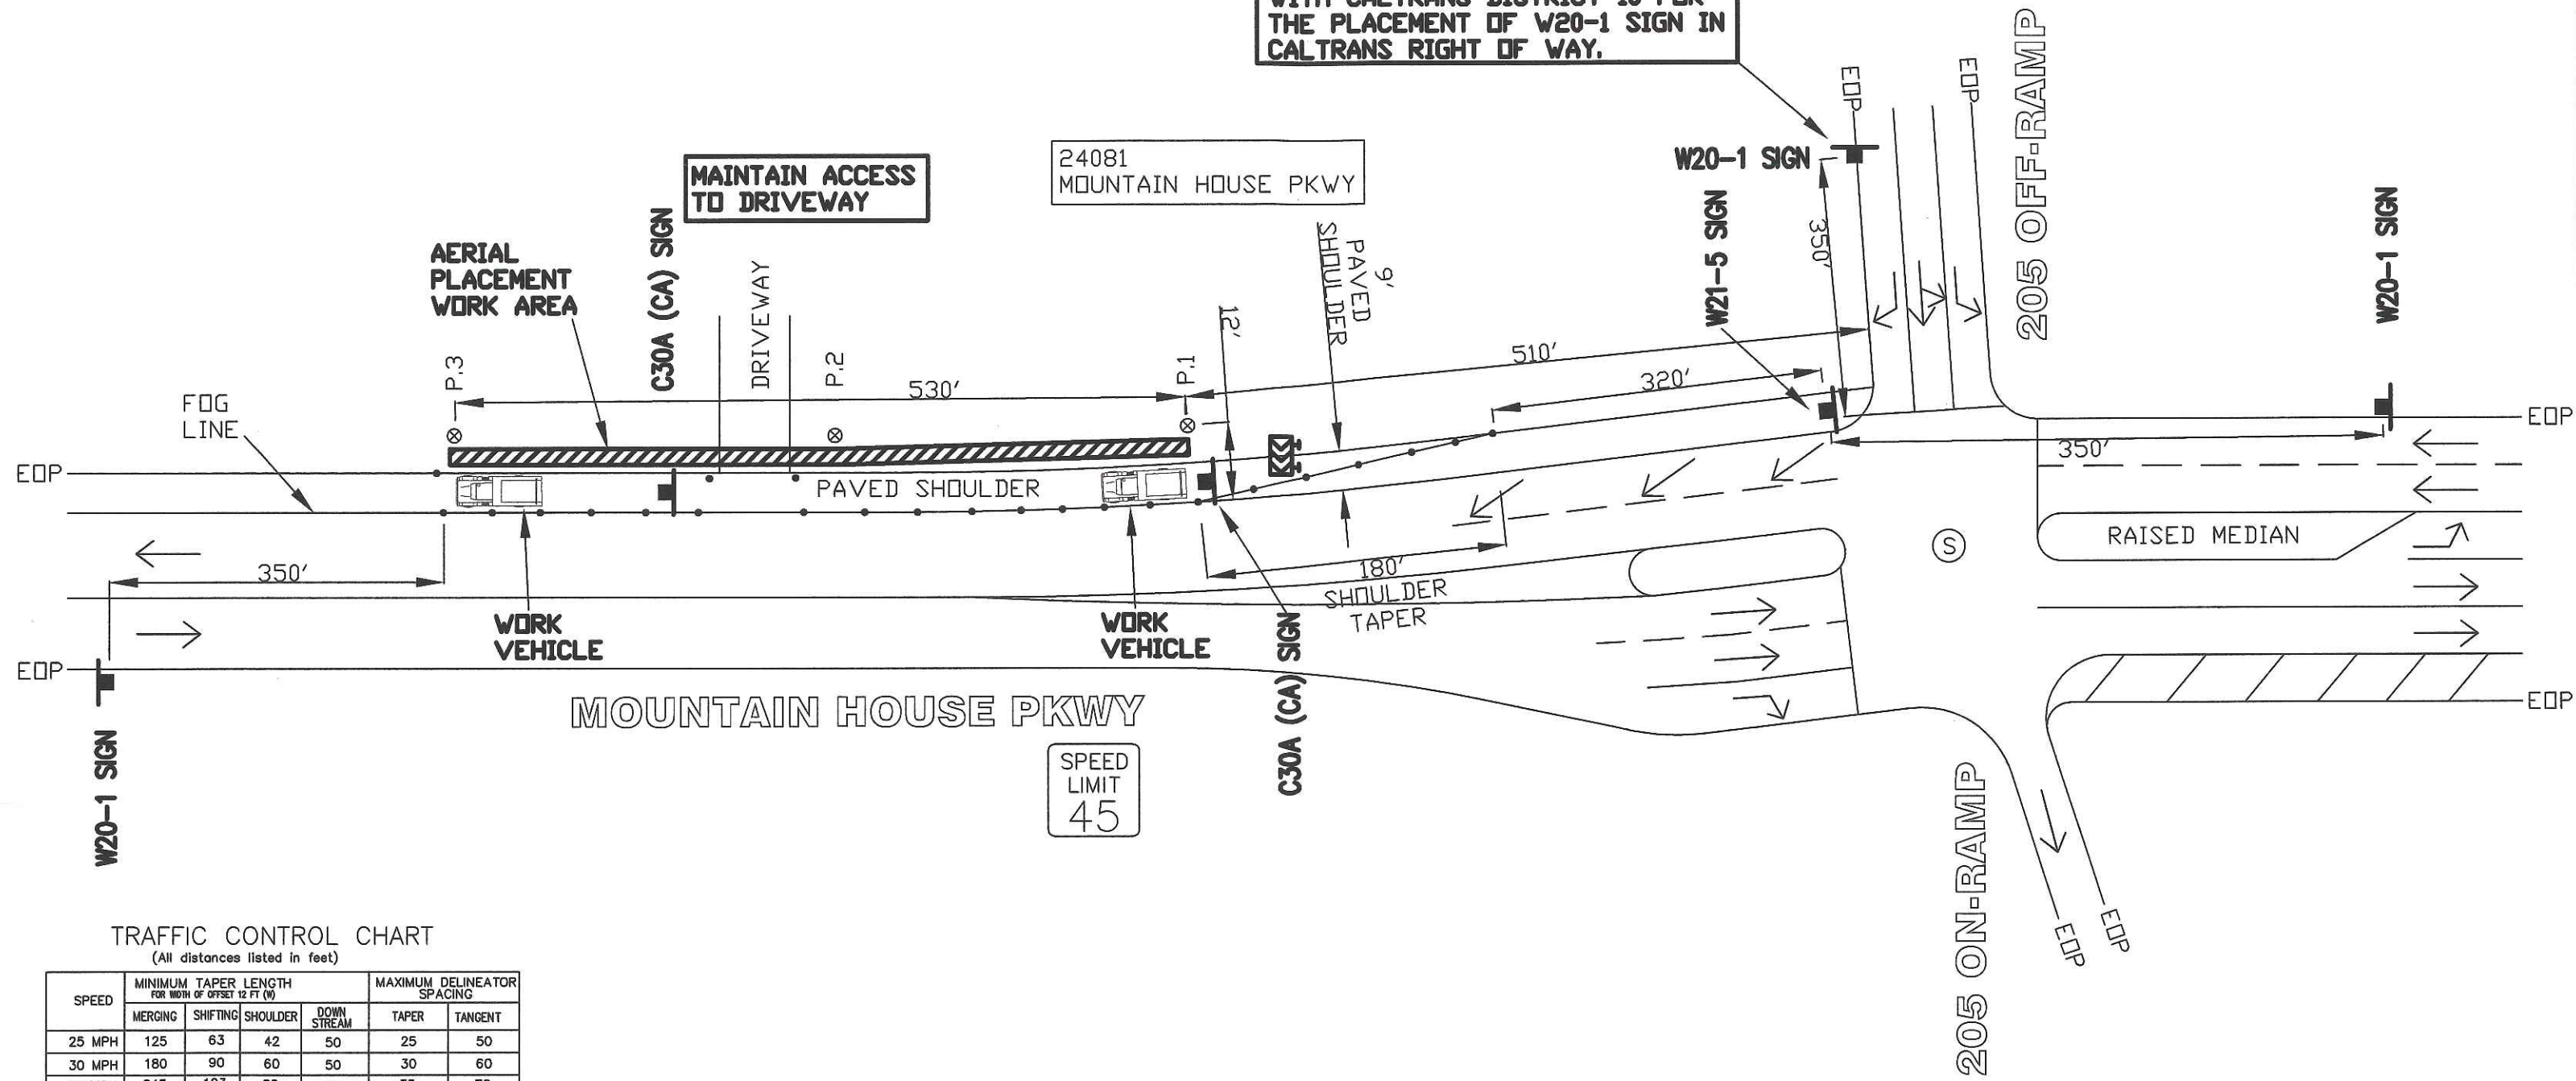 THE PLACEMENT OF W20-1 SIGN IN
CALTRANS RIGHT OF WAY.
EOP
EOP
205 OFF-RAMP
W20-1 SIGN
W21-5 SIGN
350'
W20-1 SIGN
MAINTAIN ACCESS
TO DRIVEWAY
24081
MOUNTAIN HOUSE PKWY
AERIAL
PLACEMENT
WORK AREA
C30A (CA) SIGN
DRIVEWAY
P.3
P.2
P.1
530'
12'
9'
PAVED
SHOULDER
510'
320'
FOG
LINE
EOP
PAVED SHOULDER
EOP
350'
RAISED MEDIAN
S
350'
180'
SHOULDER
TAPER
WORK
VEHICLE
WORK
VEHICLE
C30A (CA) SIGN
EOP
EOP
W20-1 SIGN
MOUNTAIN HOUSE PKWY
SPEED
LIMIT
45
205 ON-RAMP
EOP
EOP
TRAFFIC CONTROL CHART
(All distances listed in feet)
SPEED
MINIMUM TAPER LENGTH
FOR WIDTH OF OFFSET 12 FT (W)
MAXIMUM DELINEATOR
SPACING
MERGING SHIFTING SHOULDER DOWN STREAM TAPER TANGENT
25 MPH 125 63 42 50 25 50
30 MPH 180 90 60 50 30 60